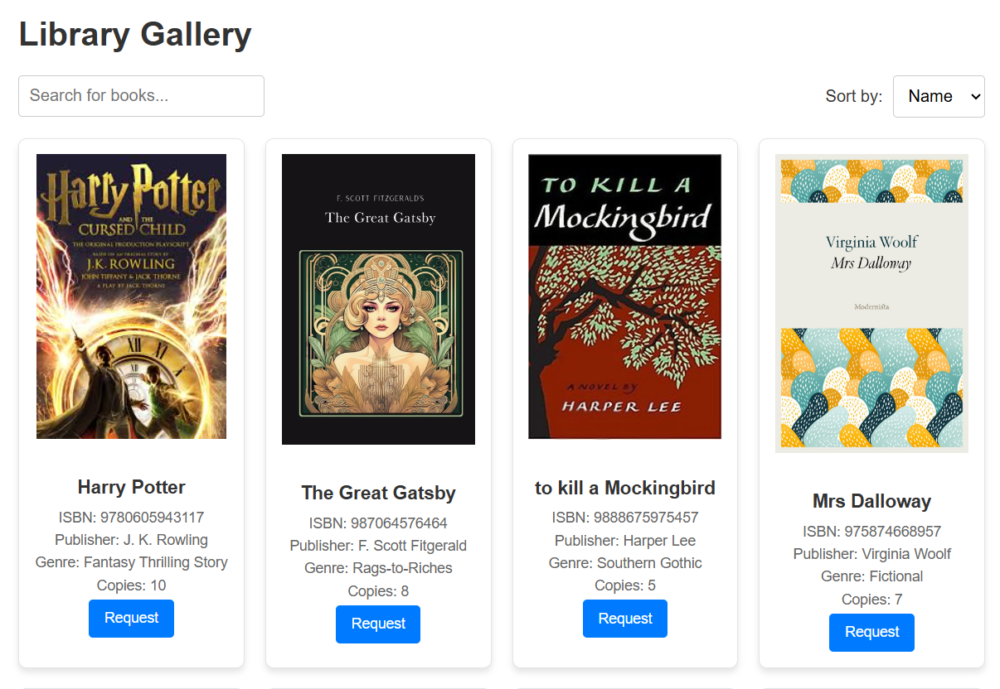 Library Gallery
Search for books...
Sort by:
Name
Harry Potter
AND THE
CURSED CHILD
THE ORIGINAL PRODUCTION PLAYSCRIPT
BASED ON AN ORIGINAL STORY BY
J.K. ROWLING
JOHN TIFFANY & JACK THORNE
A PLAY BY JACK THORNE
XII
XI
XII
Harry Potter
ISBN: 9780605943117
Publisher: J. K. Rowling
Genre: Fantasy Thrilling Story
Copies: 10
Request
F. SCOTT FITZGERALD'S
The Great Gatsby
The Great Gatsby
ISBN: 987064576464
Publisher: F. Scott Fitgerald
Genre: Rags-to-Riches
Copies: 8
Request
TO KILL A
Mockingbird
A NOVEL BY
HARPER LEE
to kill a Mockingbird
ISBN: 9888675975457
Publisher: Harper Lee
Genre: Southern Gothic
Copies: 5
Request
Virginia Woolf
Mrs Dalloway
Modernista
Mrs Dalloway
ISBN: 975874668957
Publisher: Virginia Woolf
Genre: Fictional
Copies: 7
Request